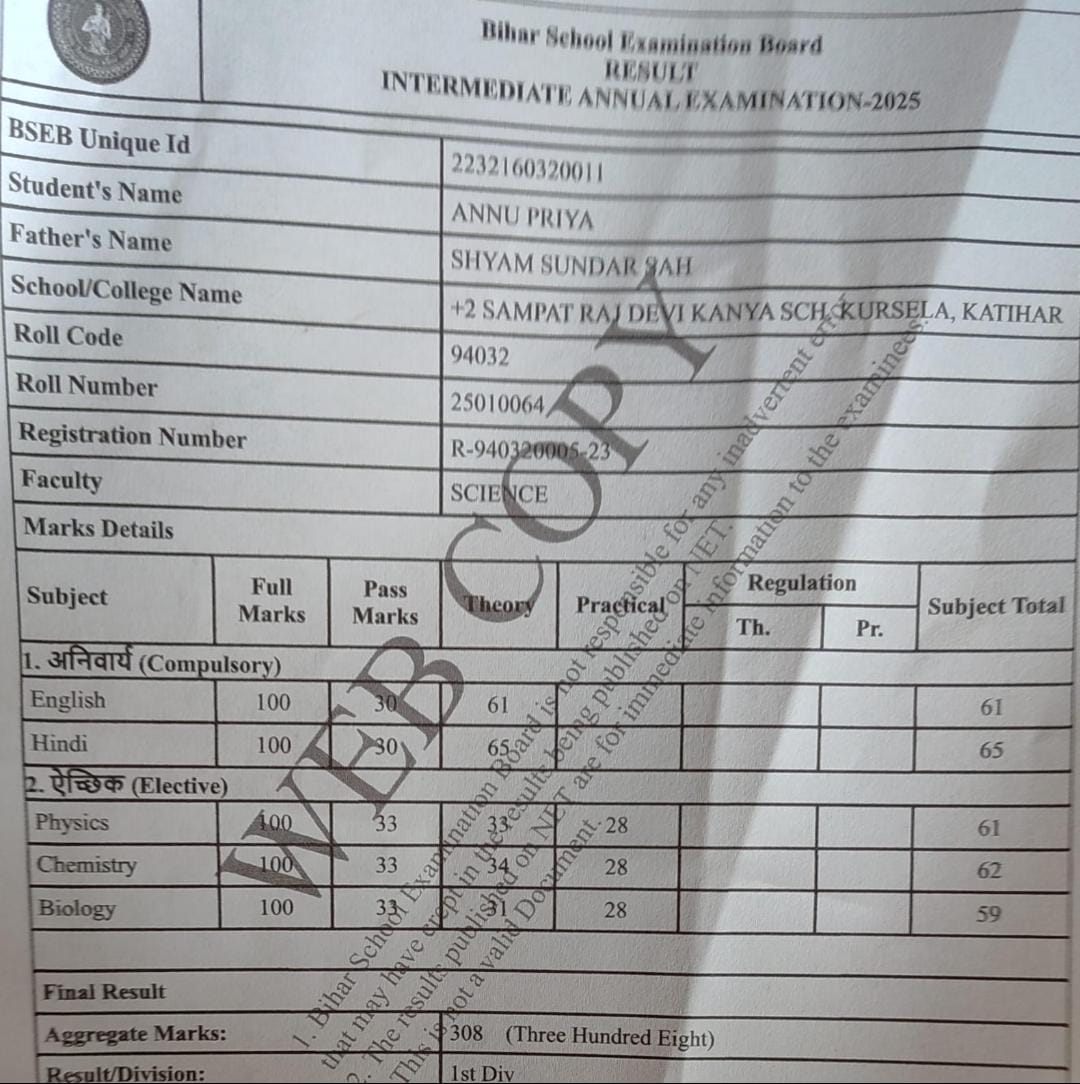 Bihar School Examination Board
RESULT
INTERMEDIATE ANNUAL EXAMINATION-2025
BSEB Unique Id 2232160320011
Student's Name ANNU PRIYA
Father's Name SHYAM SUNDAR SAH
School/College Name +2 SAMPAT RAJ DEVI KANYA SCH, KURSELA, KATIHAR
Roll Code 94032
Roll Number 25010064
Registration Number R-940320005-23
Faculty SCIENCE
Marks Details
Subject Full Marks Pass Marks Theory Practical Regulation Th. Pr. Subject Total
1. अनिवार्य (Compulsory)
English 100 30 61 61
Hindi 100 30 65 65
2. ऐच्छिक (Elective)
Physics 100 33 33 28 61
Chemistry 100 33 34 28 62
Biology 100 33 31 28 59
Final Result
Aggregate Marks: 308 (Three Hundred Eight)
Result/Division: 1st Div
WEB COPY
1. Bihar School Examination Board is not responsible for any inadvertent error
that may have crept in the results being published on NET.
2. The results published on NET are for immediate information to the examinees.
This is not a valid Document.